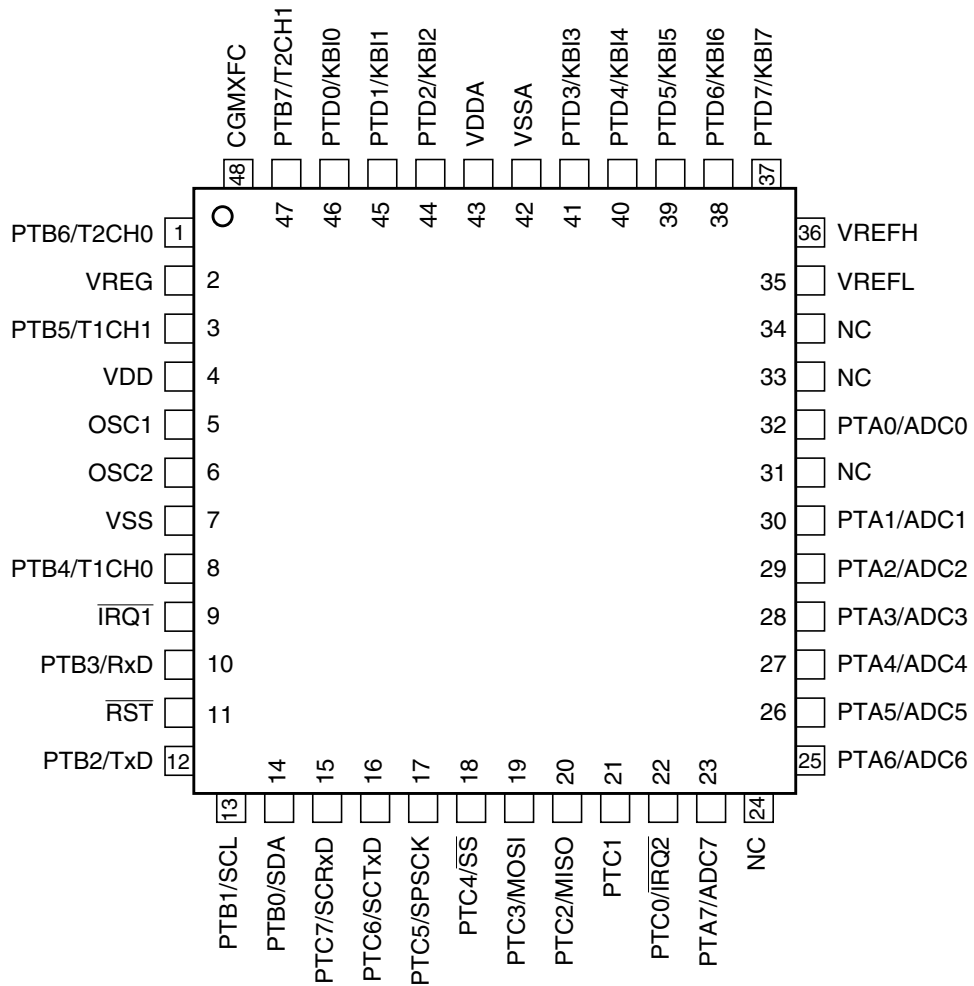 CGMXFC
PTB7/T2CH1
PTD0/KBI0
PTD1/KBI1
PTD2/KBI2
VDDA
VSSA
PTD3/KBI3
PTD4/KBI4
PTD5/KBI5
PTD6/KBI6
PTD7/KBI7
48
47
46
45
44
43
42
41
40
39
38
37
PTB6/T2CH0 1
VREG 2
PTB5/T1CH1 3
VDD 4
OSC1 5
OSC2 6
VSS 7
PTB4/T1CH0 8
IRQ1 9
PTB3/RxD 10
RST 11
PTB2/TxD 12
36 VREFH
35 VREFL
34 NC
33 NC
32 PTA0/ADC0
31 NC
30 PTA1/ADC1
29 PTA2/ADC2
28 PTA3/ADC3
27 PTA4/ADC4
26 PTA5/ADC5
25 PTA6/ADC6
13
14
15
16
17
18
19
20
21
22
23
24
PTB1/SCL
PTB0/SDA
PTC7/SCRxD
PTC6/SCTxD
PTC5/SPSCK
PTC4/SS
PTC3/MOSI
PTC2/MISO
PTC1
PTC0/IRQ2
PTA7/ADC7
NC